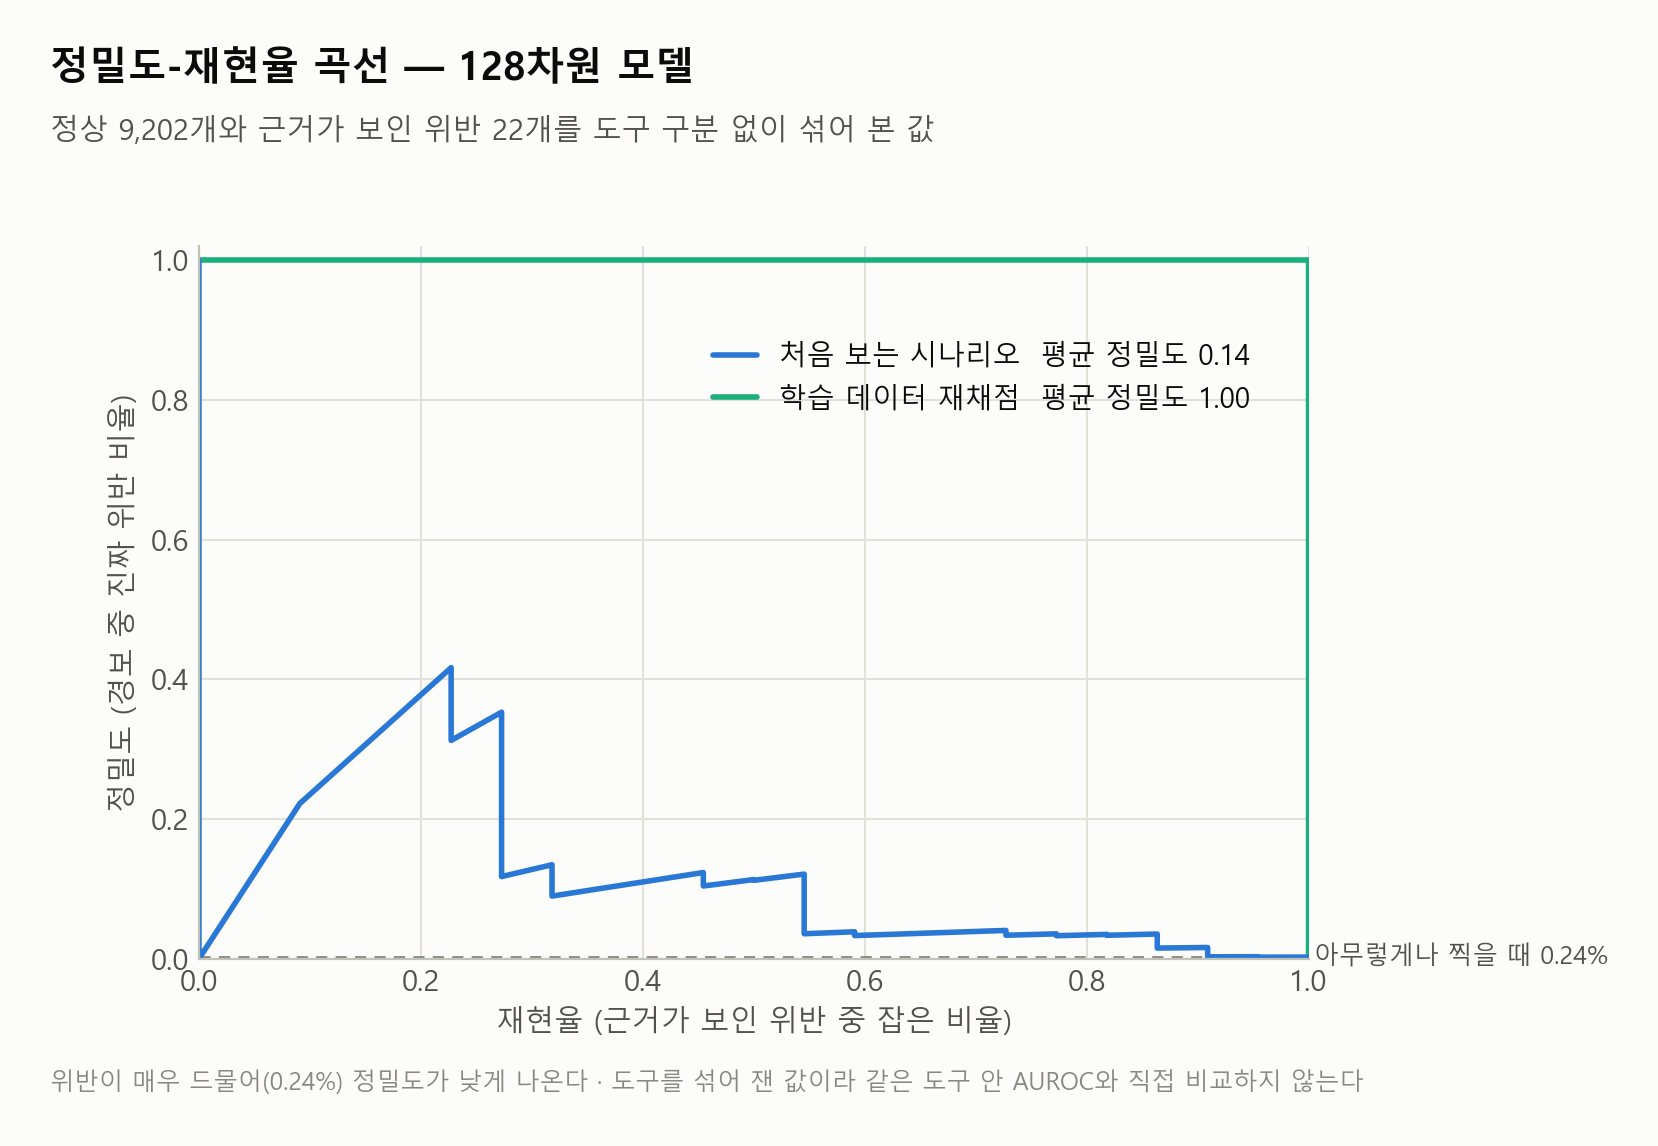 정밀도-재현율 곡선 — 128차원 모델
정상 9,202개와 근거가 보인 위반 22개를 도구 구분 없이 섞어 본 값
정밀도 (경보 중 진짜 위반 비율)
1.0
0.8
0.6
0.4
0.2
0.0
처음 보는 시나리오 평균 정밀도 0.14
학습 데이터 재채점 평균 정밀도 1.00
아무렇게나 찍을 때 0.24%
0.0 0.2 0.4 0.6 0.8 1.0
재현율 (근거가 보인 위반 중 잡은 비율)
위반이 매우 드물어(0.24%) 정밀도가 낮게 나온다 · 도구를 섞어 잰 값이라 같은 도구 안 AUROC와 직접 비교하지 않는다